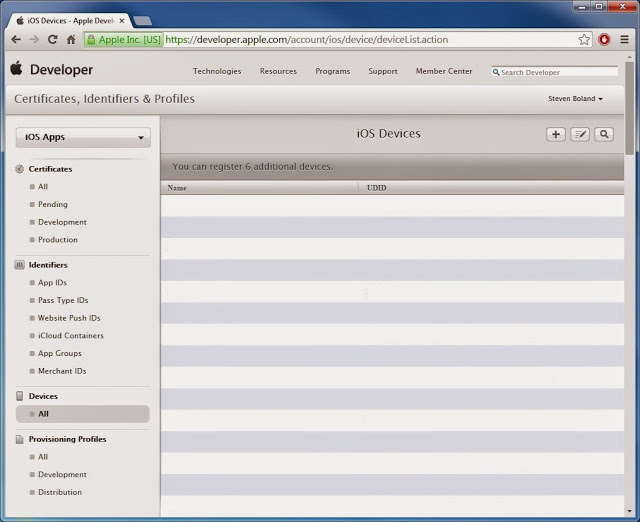 iOS Devices - Apple Devel
Apple Inc. [US] https://developer.apple.com/account/ios/device/deviceList.action
Developer
Technologies Resources Programs Support Member Center Search Developer
Certificates, Identifiers & Profiles Steven Boland
iOS Apps
iOS Devices
You can register 6 additional devices.
Name UDID
Certificates
All
Pending
Development
Production
Identifiers
App IDs
Pass Type IDs
Website Push IDs
iCloud Containers
App Groups
Merchant IDs
Devices
All
Provisioning Profiles
All
Development
Distribution